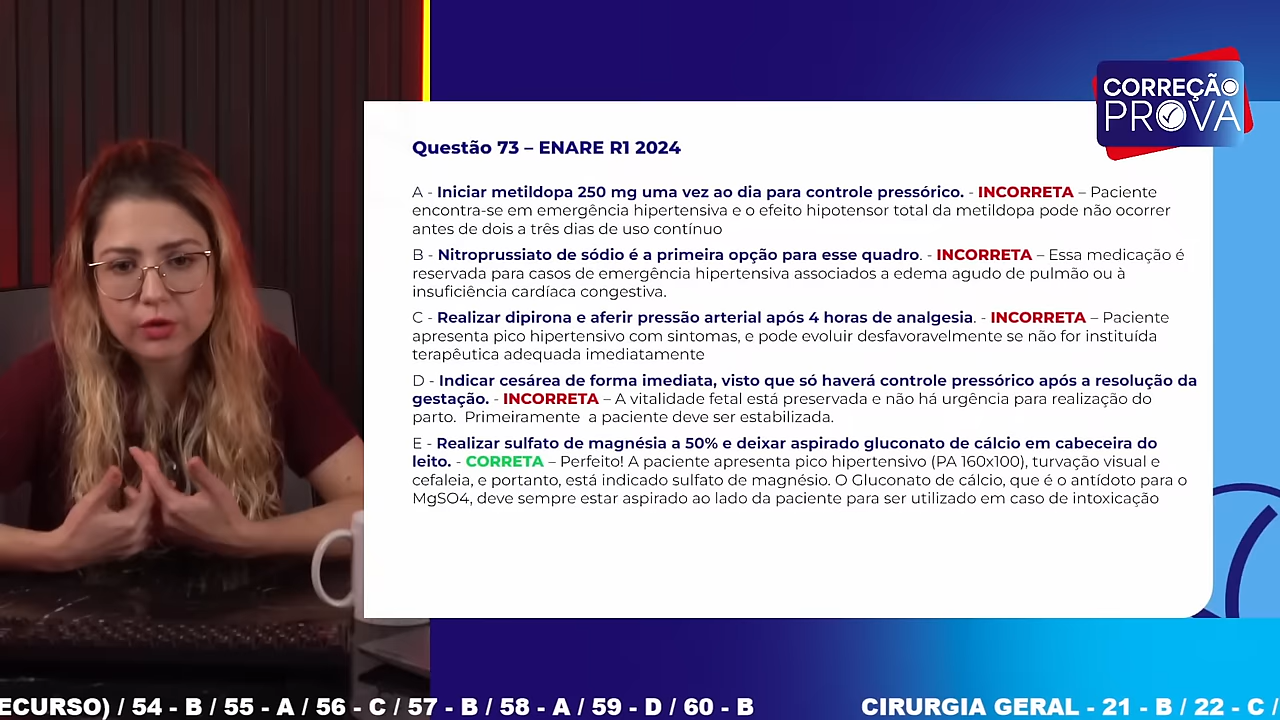 CORREÇÃO
PROVA
Questão 73 – ENARE R1 2024
A - Iniciar metildopa 250 mg uma vez ao dia para controle pressórico. - INCORRETA – Paciente
encontra-se em emergência hipertensiva e o efeito hipotensor total da metildopa pode não ocorrer
antes de dois a três dias de uso contínuo
B - Nitroprussiato de sódio é a primeira opção para esse quadro. - INCORRETA – Essa medicação é
reservada para casos de emergência hipertensiva associados a edema agudo de pulmão ou à
insuficiência cardíaca congestiva.
C - Realizar dipirona e aferir pressão arterial após 4 horas de analgesia. - INCORRETA – Paciente
apresenta pico hipertensivo com sintomas, e pode evoluir desfavoravelmente se não for instituída
terapêutica adequada imediatamente
D - Indicar cesárea de forma imediata, visto que só haverá controle pressórico após a resolução da
gestação. - INCORRETA – A vitalidade fetal está preservada e não há urgência para realização do
parto. Primeiramente a paciente deve ser estabilizada.
E - Realizar sulfato de magnésia a 50% e deixar aspirado gluconato de cálcio em cabeceira do
leito. - CORRETA – Perfeito! A paciente apresenta pico hipertensivo (PA 160x100), turvação visual e
cefaleia, e portanto, está indicado sulfato de magnésio. O Gluconato de cálcio, que é o antídoto para o
MgSO4, deve sempre estar aspirado ao lado da paciente para ser utilizado em caso de intoxicação
ECURSO) / 54 - B / 55 - A / 56 - C / 57 - B / 58 - A / 59 - D / 60 - B CIRURGIA GERAL - 21 - B / 22 - C /